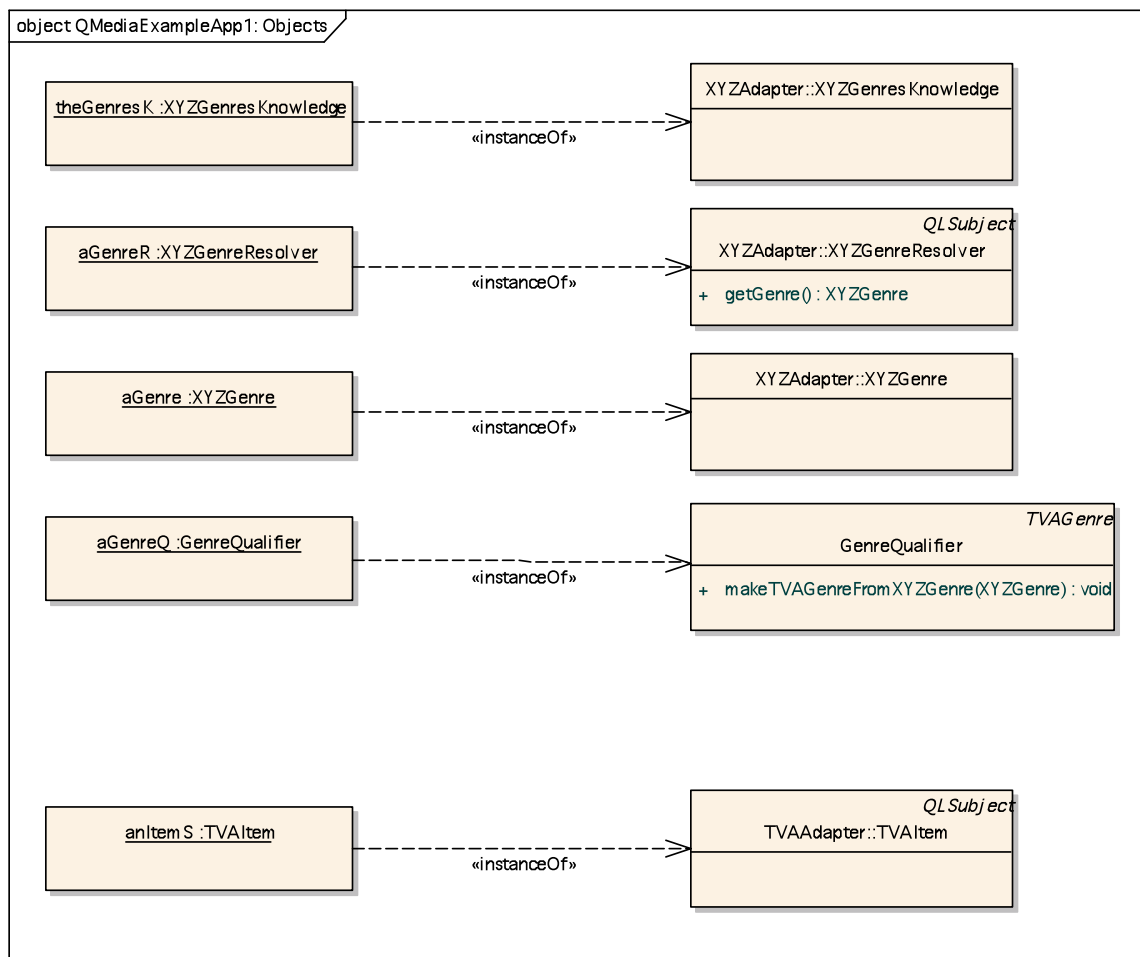 object QMediaExampleApp1: Objects
theGenresK :XYZGenresKnowledge
«instanceOf»
XYZAdapter::XYZGenresKnowledge
aGenreR :XYZGenreResolver
«instanceOf»
QLSubject
XYZAdapter::XYZGenreResolver
+ getGenre() : XYZGenre
aGenre :XYZGenre
«instanceOf»
XYZAdapter::XYZGenre
aGenreQ :GenreQualifier
«instanceOf»
TVAGenre
GenreQualifier
+ makeTVAGenreFromXYZGenre(XYZGenre) : void
anItemS :TVAItem
«instanceOf»
QLSubject
TVAAdapter::TVAItem